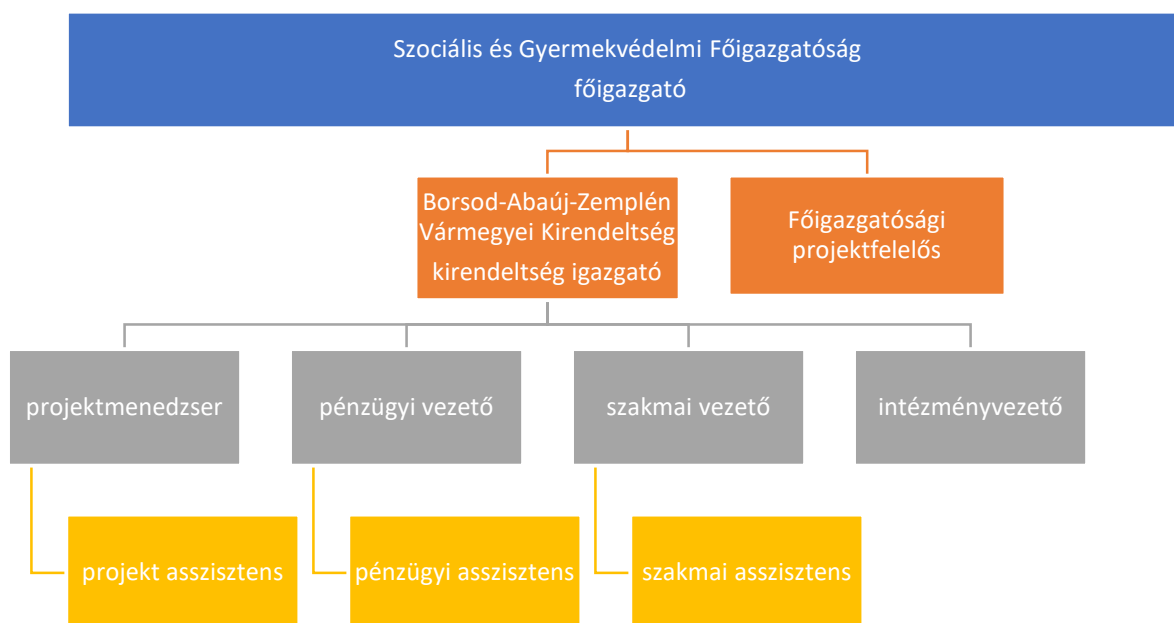 Szociális és Gyermekvédelmi Főigazgatóság
főigazgató
Borsod-Abaúj-Zemplén
Vármegyei Kirendeltség
kirendeltség igazgató
Főigazgatósági
projektfelelős
projektmenedzser
pénzügyi vezető
szakmai vezető
intézményvezető
projekt asszisztens
pénzügyi asszisztens
szakmai asszisztens